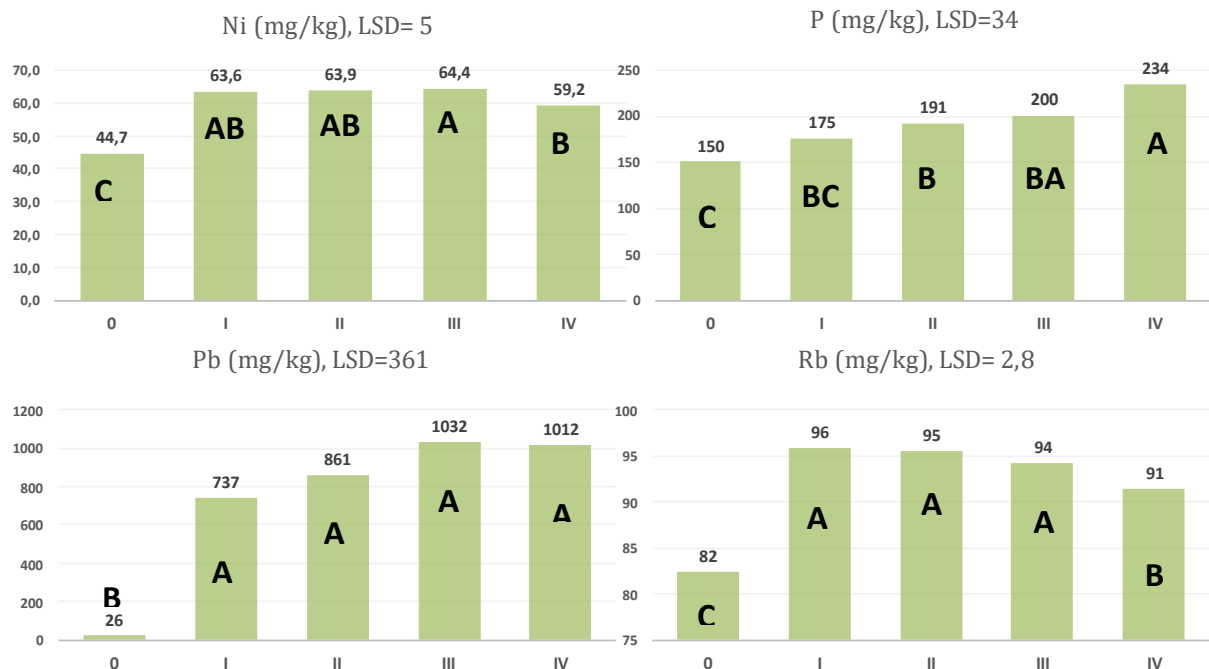 Ni (mg/kg), LSD= 5
70,0
60,0
50,0
40,0
30,0
20,0
10,0
0,0
44,7
63,6
63,9
64,4
59,2
C
AB
AB
A
B
0 I II III IV
P (mg/kg), LSD=34
250
200
150
100
50
0
150
175
191
200
234
C
BC
B
BA
A
0 I II III IV
Pb (mg/kg), LSD=361
1200
1000
800
600
400
200
0
26
737
861
1032
1012
B
A
A
A
A
0 I II III IV
Rb (mg/kg), LSD= 2,8
100
95
90
85
80
75
82
96
95
94
91
C
A
A
A
B
0 I II III IV